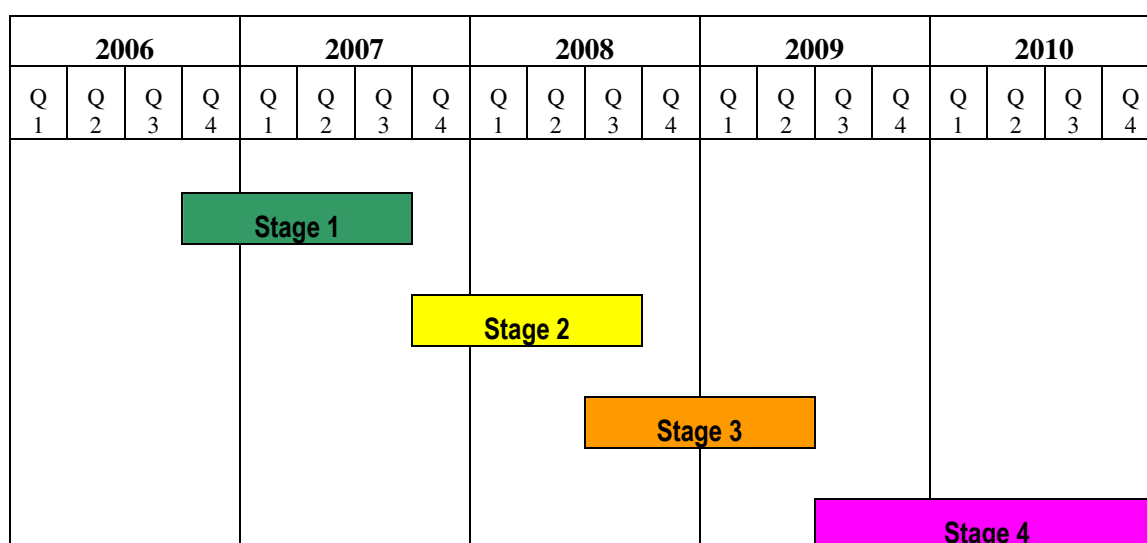 2006 2007 2008 2009 2010
Q Q Q Q Q Q Q Q Q Q Q Q Q Q Q Q Q Q Q Q
1 2 3 4 1 2 3 4 1 2 3 4 1 2 3 4 1 2 3 4
Stage 1
Stage 2
Stage 3
Stage 4